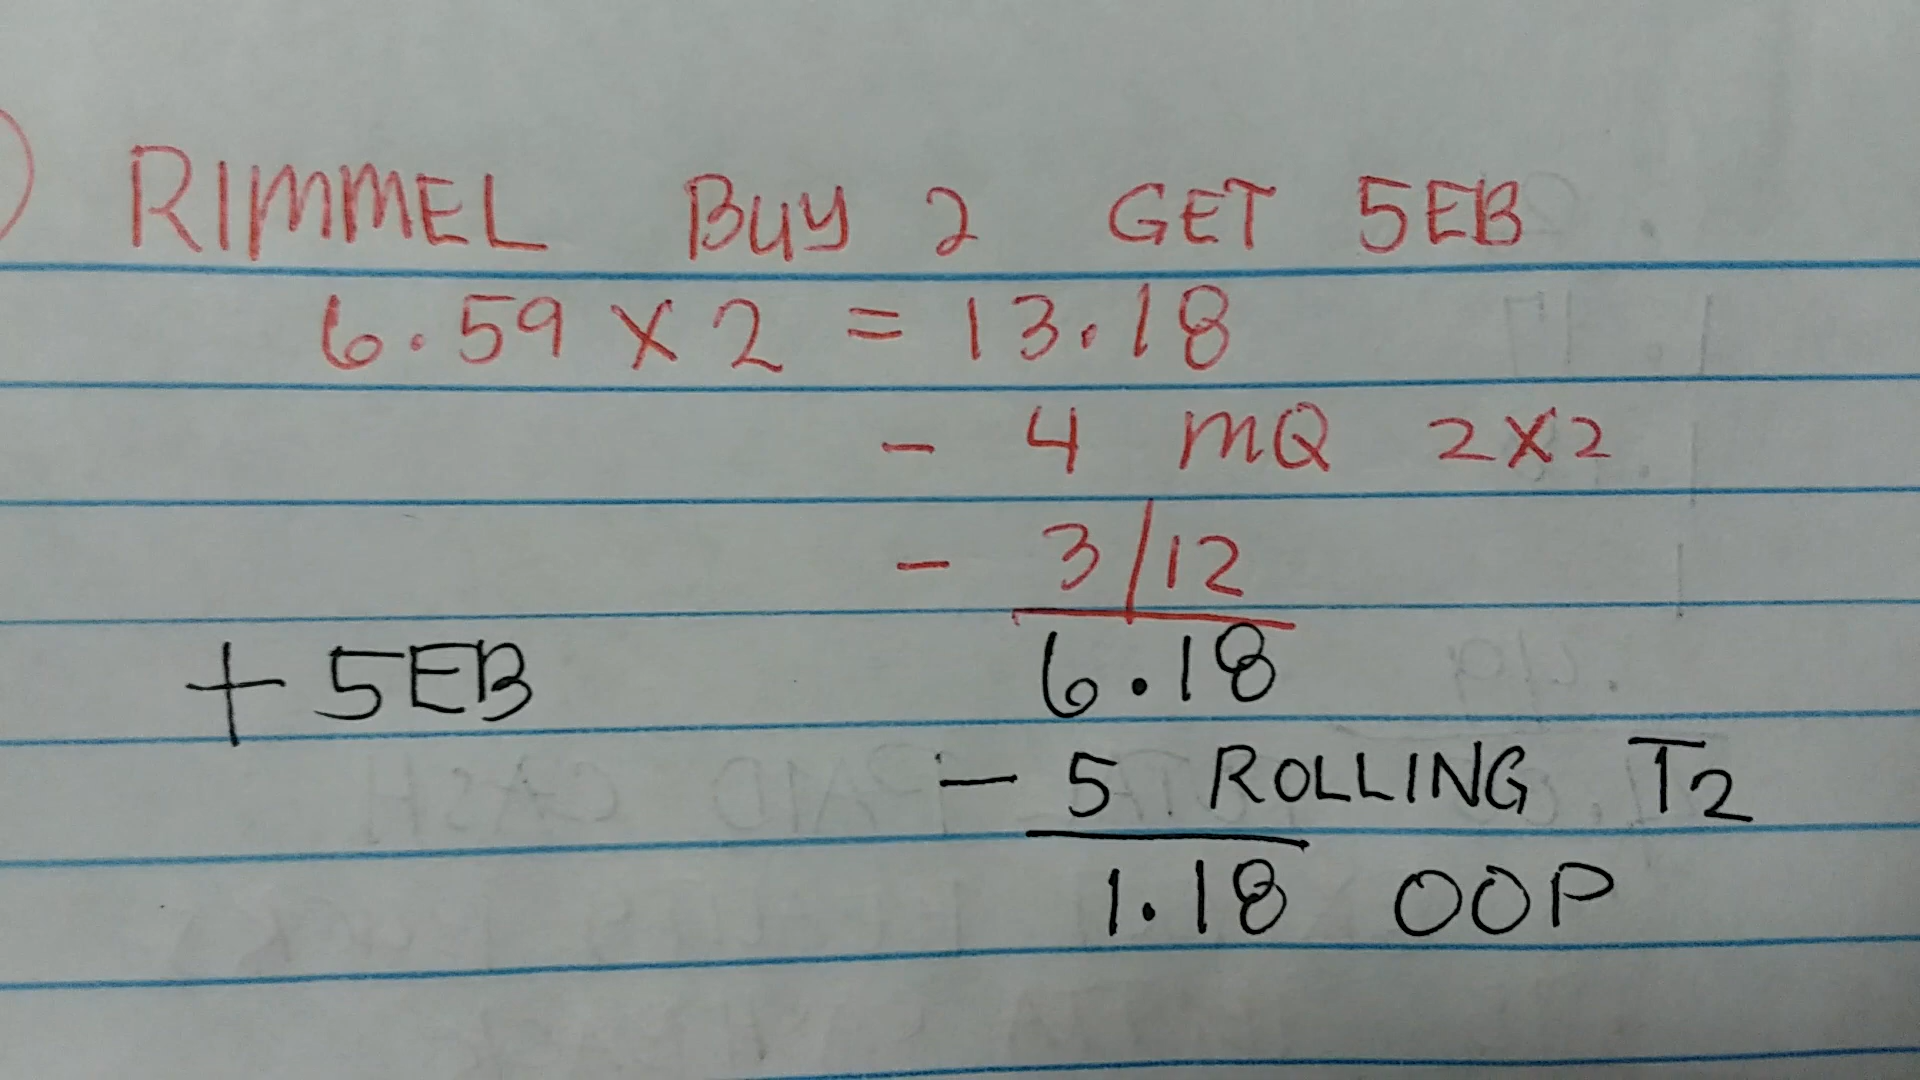 RIMMEL BUY 2 GET 5EB
6.59 X 2 = 13.18
- 4 MQ 2X2
- 3/12
+ 5EB 6.18
- 5 ROLLING T2
1.18 OOP